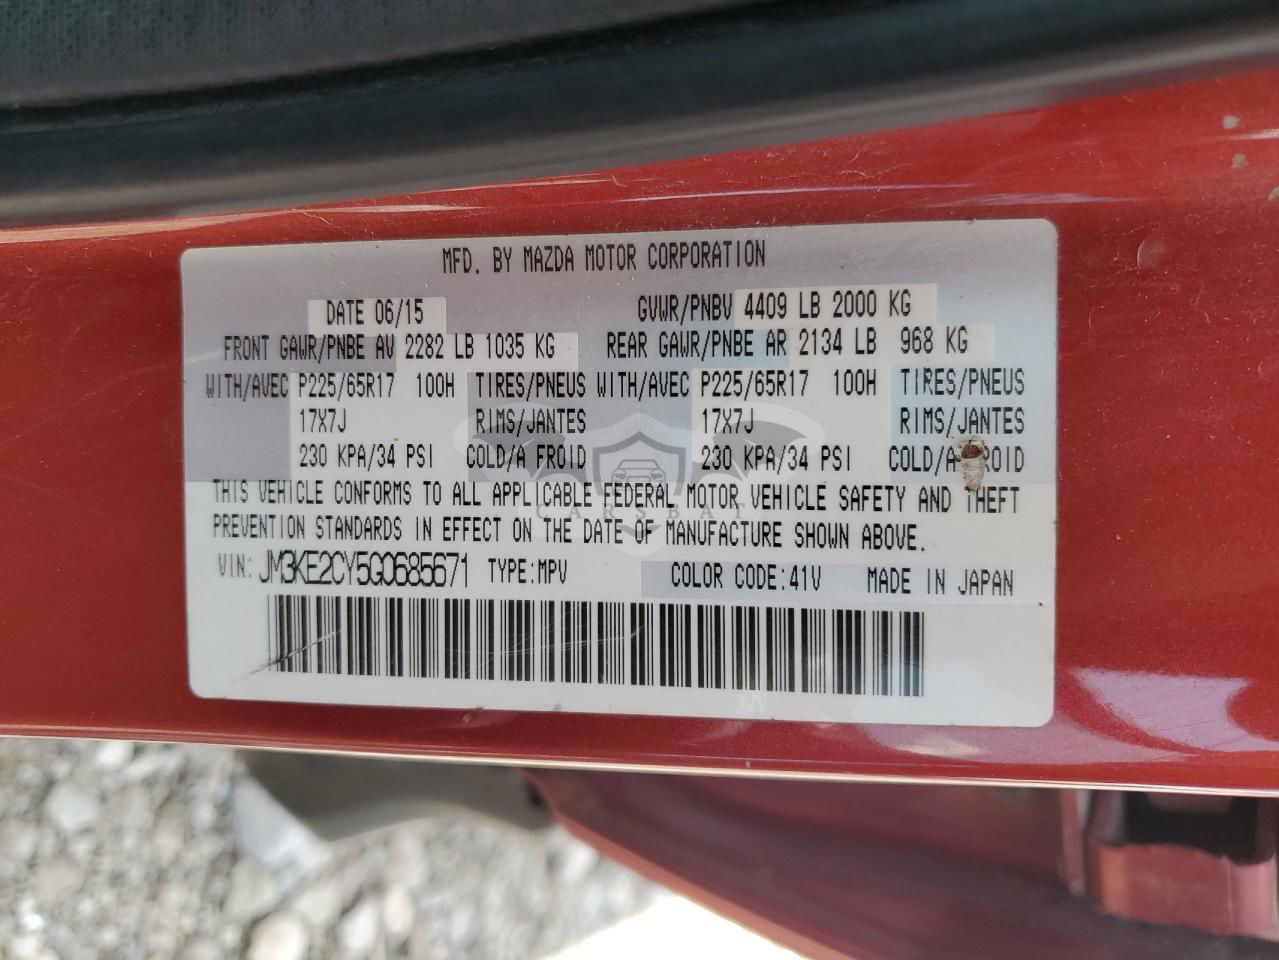 MFD. BY MAZDA MOTOR CORPORATION
DATE 06/15 GVWR/PNBV 4409 LB 2000 KG
FRONT GAWR/PNBE AV 2282 LB 1035 KG REAR GAWR/PNBE AR 2134 LB 968 KG
WITH/AVEC P225/65R17 100H TIRES/PNEUS WITH/AVEC P225/65R17 100H TIRES/PNEUS
17X7J RIMS/JANTES 17X7J RIMS/JANTES
230 KPA/34 PSI COLD/A FROID 230 KPA/34 PSI COLD/A FROID
THIS VEHICLE CONFORMS TO ALL APPLICABLE FEDERAL MOTOR VEHICLE SAFETY AND THEFT
CARSBAT
PREVENTION STANDARDS IN EFFECT ON THE DATE OF MANUFACTURE SHOWN ABOVE.
VIN: JM3KE2CY5G0685671 TYPE:MPV COLOR CODE:41V MADE IN JAPAN